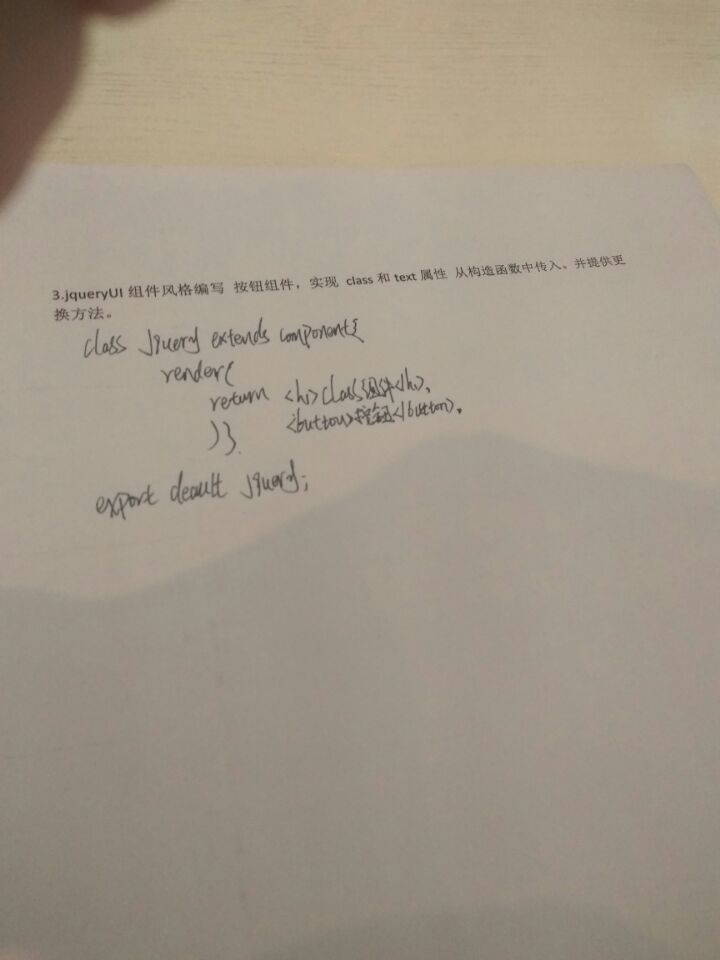 3.jqueryUI 组件风格编写 按钮组件，实现 class 和 text 属性 从构造函数中传入。并提供更
换方法。
class Jquery extends component{
render(
return <h1>class组件</h1>,
<button>按钮</button>,
)}.
export deault jquery;